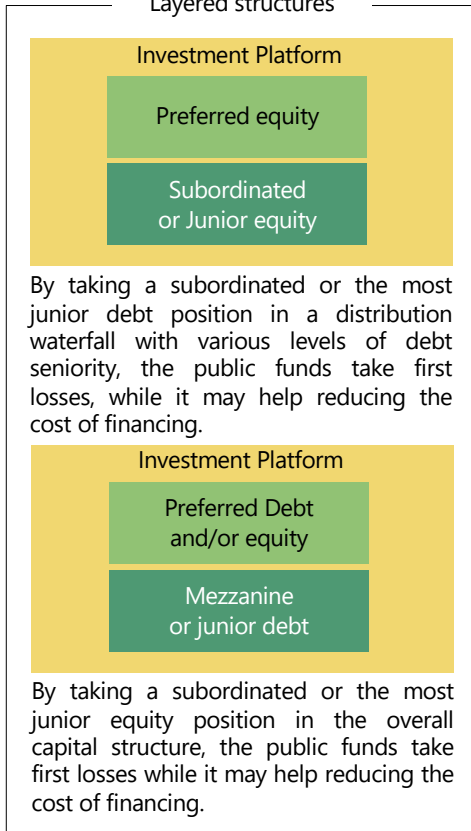 Layered structures
Investment Platform
Preferred equity
Subordinated
or Junior equity
By taking a subordinated or the most
junior debt position in a distribution
waterfall with various levels of debt
seniority, the public funds take first
losses, while it may help reducing the
cost of financing.
Investment Platform
Preferred Debt
and/or equity
Mezzanine
or junior debt
By taking a subordinated or the most
junior equity position in the overall
capital structure, the public funds take
first losses while it may help reducing the
cost of financing.